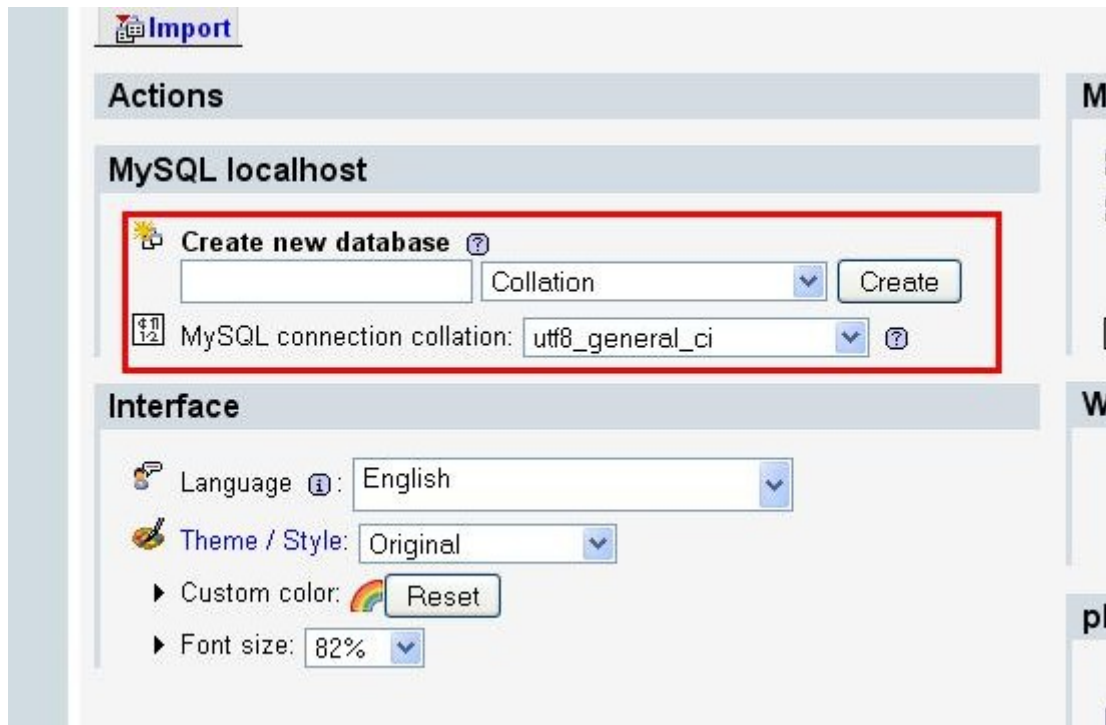 Import
Actions
MySQL localhost
Create new database
Collation
Create
MySQL connection collation: utf8_general_ci
Interface
Language : English
Theme / Style: Original
Custom color: Reset
Font size: 82%